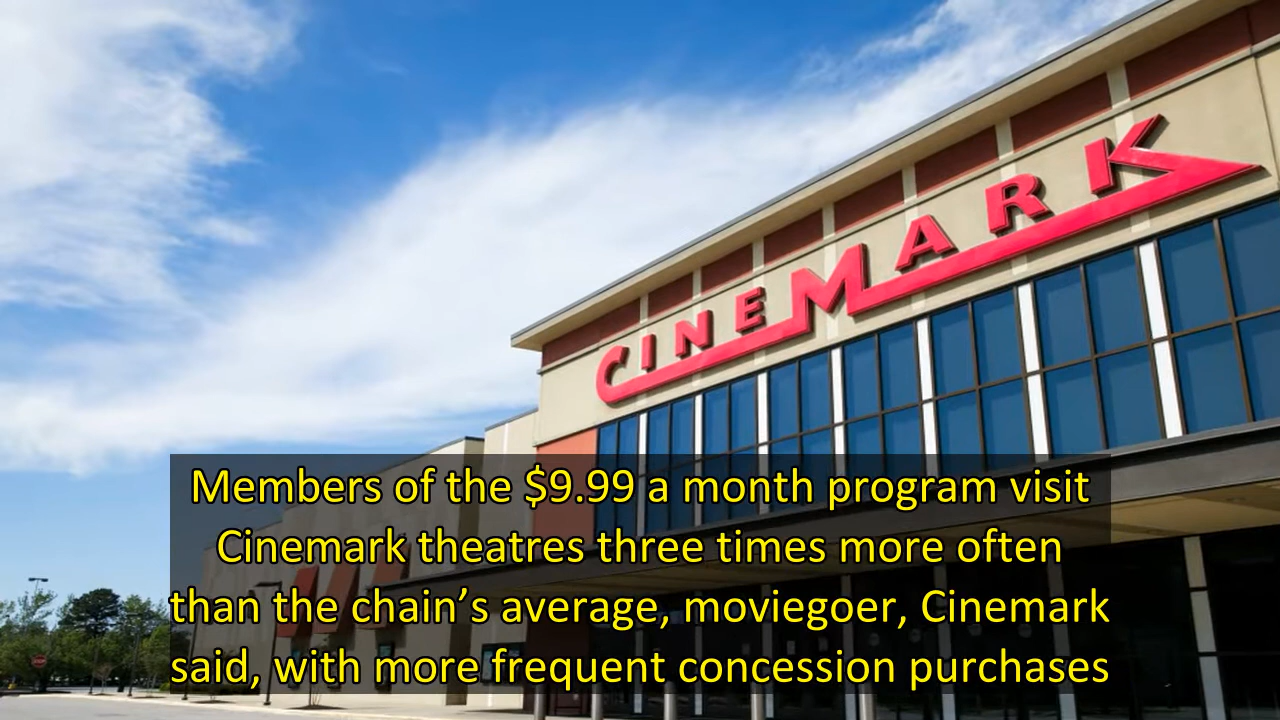 CINEMARK
Members of the $9.99 a month program visit
Cinemark theatres three times more often
than the chain’s average, moviegoer, Cinemark
said, with more frequent concession purchases